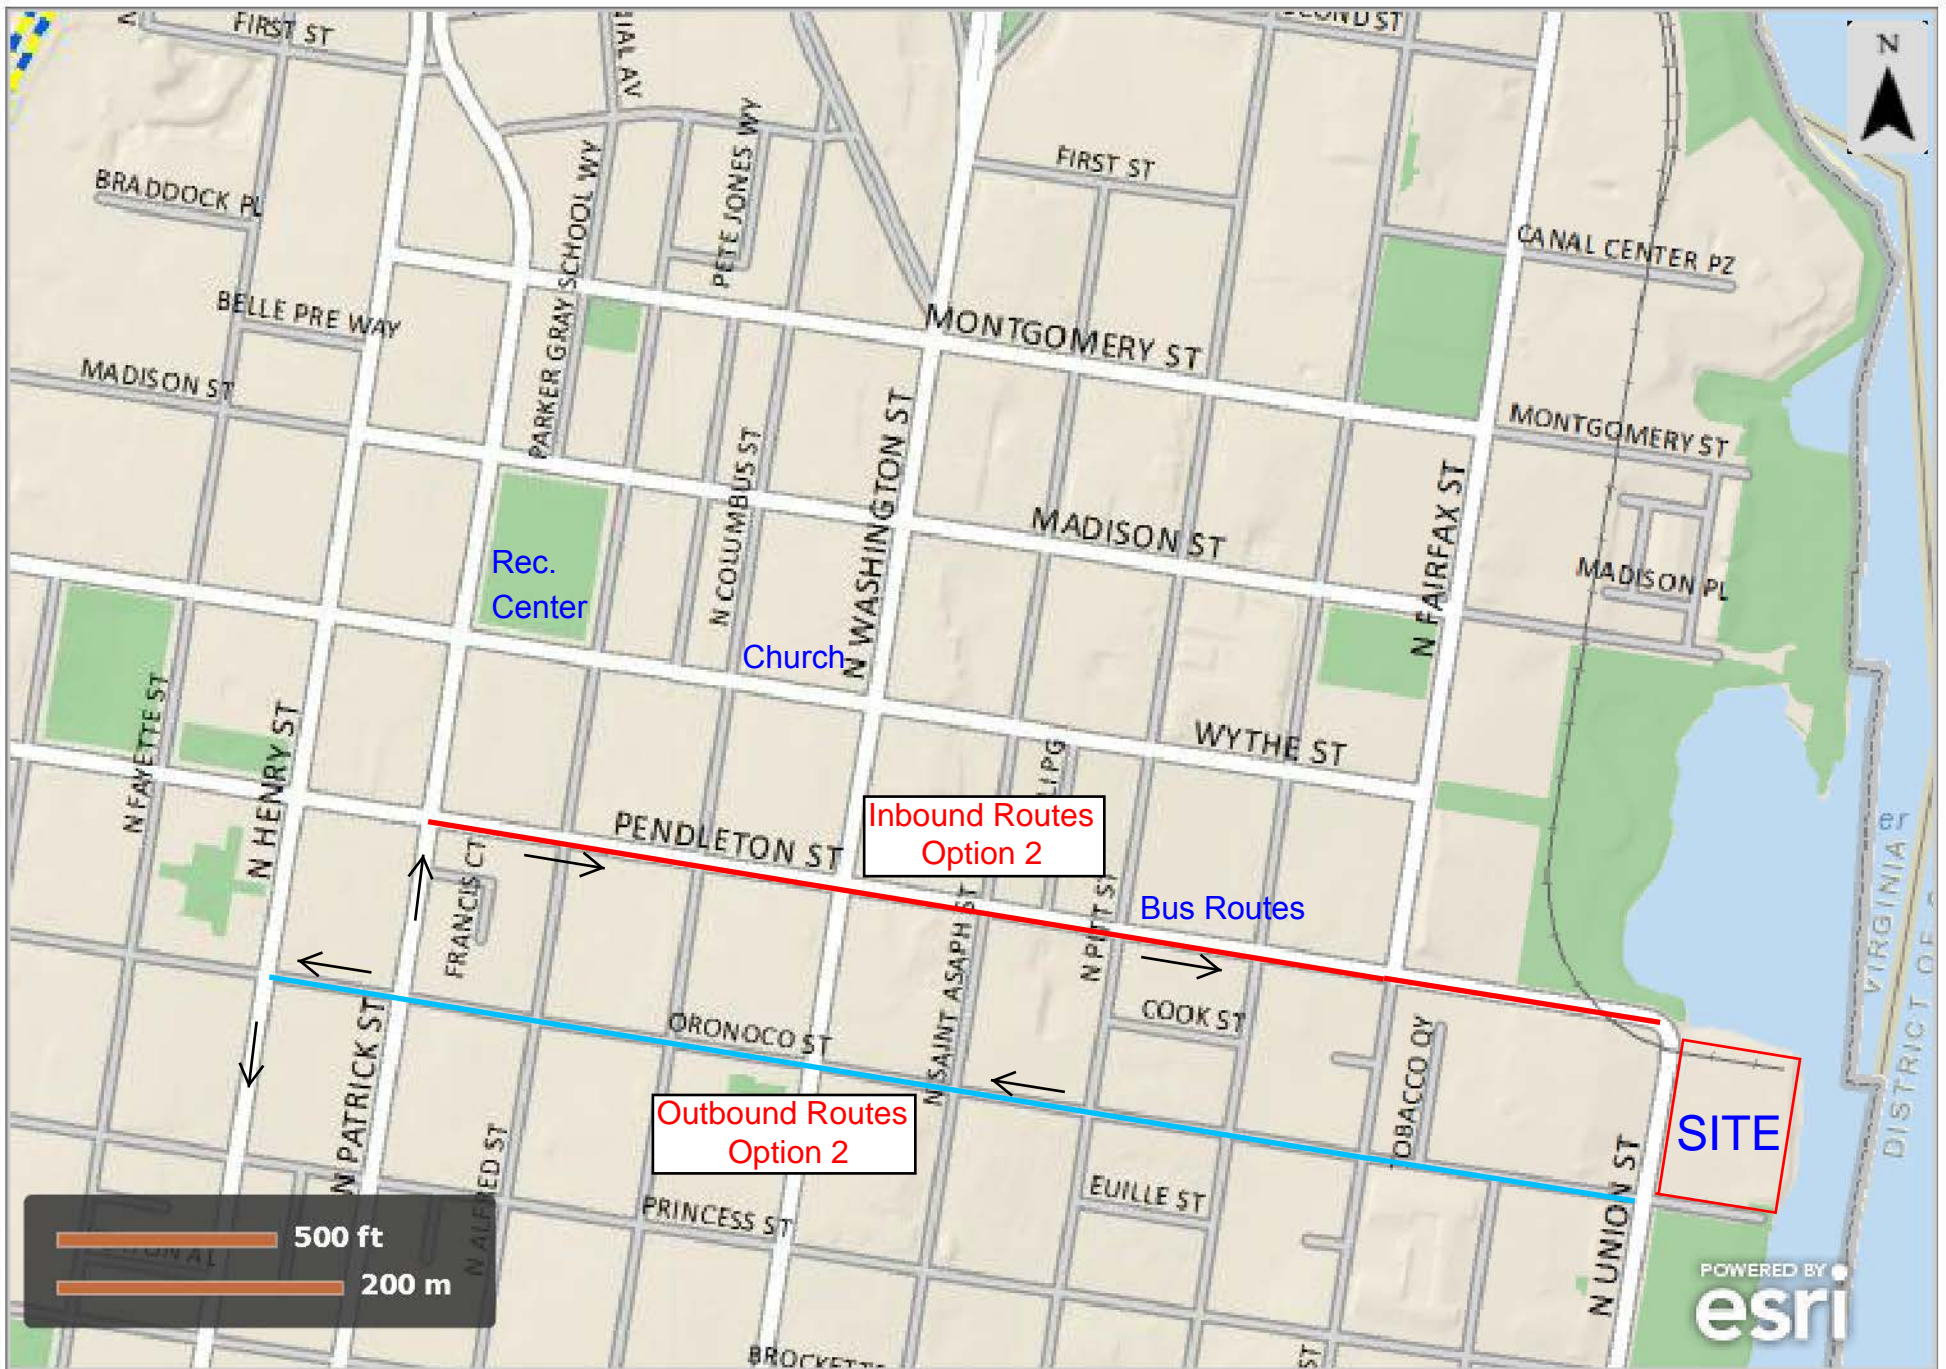 FIRST ST
N
BRADDOCK PL
PARKER GRAY SCHOOL WY
PETE JONES WY
FIRST ST
CANAL CENTER PZ
BELLE PRE WAY
MADISON ST
MONTGOMERY ST
MONTGOMERY ST
N COLUMBUS ST
N WASHINGTON ST
MADISON ST
N FAIRFAX ST
MADISON PL
Rec.
Center
Church
N FAYETTE ST
N HENRY ST
WYTHE ST
PENDLETON ST
Inbound Routes
Option 2
FRANCIS CT
N SAINT ASAPH ST
N PITT ST
Bus Routes
VIRGINIA
DISTRICT OF
COOK ST
ORONOCO ST
N PATRICK ST
Outbound Routes
Option 2
N ALFRED ST
PRINCESS ST
EUILLE ST
OBACCO QY
N UNION ST
SITE
500 ft
200 m
POWERED BY
esri